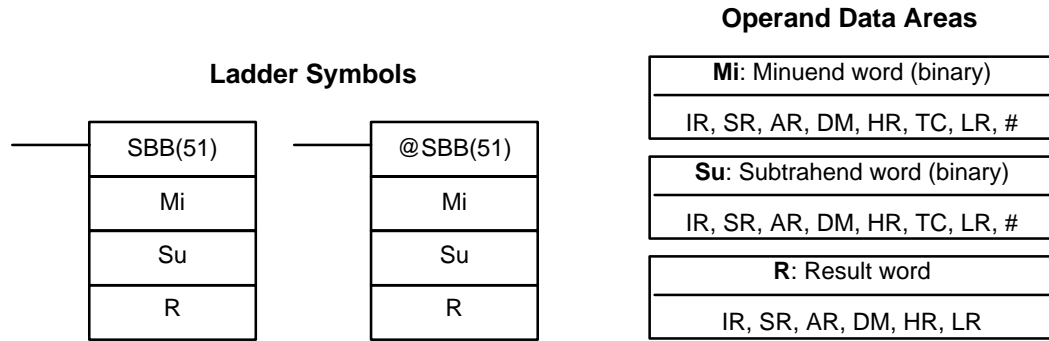 Operand Data Areas
Ladder Symbols
SBB(51)
Mi
Su
R
@SBB(51)
Mi
Su
R
Mi: Minuend word (binary)
IR, SR, AR, DM, HR, TC, LR, #
Su: Subtrahend word (binary)
IR, SR, AR, DM, HR, TC, LR, #
R: Result word
IR, SR, AR, DM, HR, LR